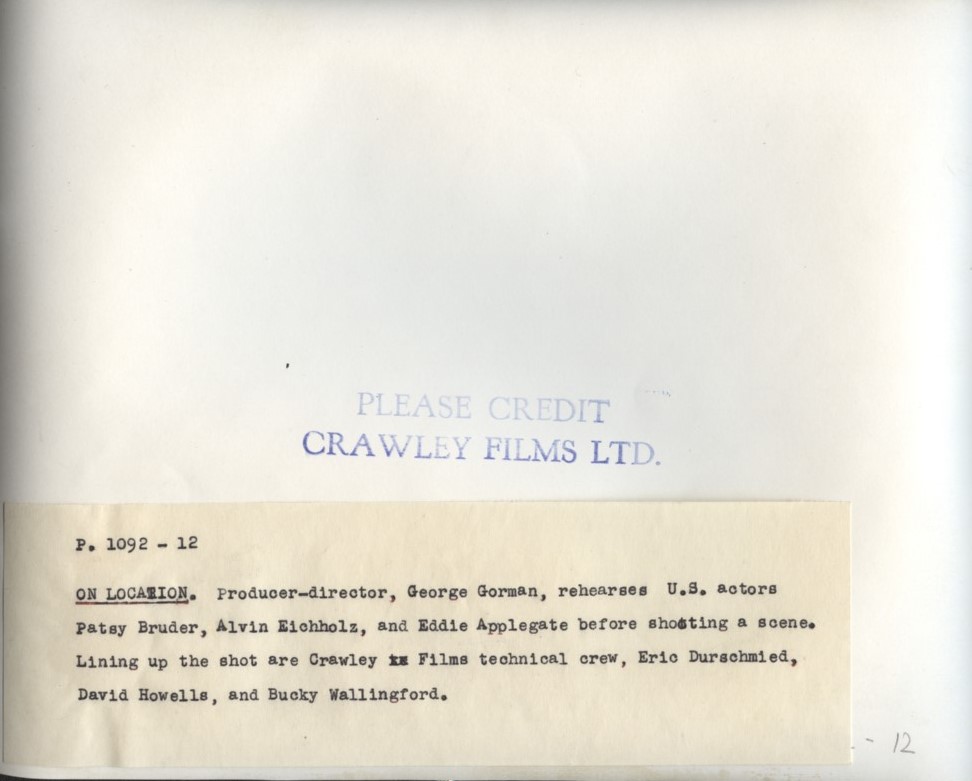 PLEASE CREDIT
CRAWLEY FILMS LTD.
P. 1092 - 12
ON LOCATION. Producer-director, George Gorman, rehearses U.S. actors
Patsy Bruder, Alvin Eichholz, and Eddie Applegate before shooting a scene.
Lining up the shot are Crawley Films technical crew, Eric Durschmied,
David Howells, and Bucky Wallingford.
- 12